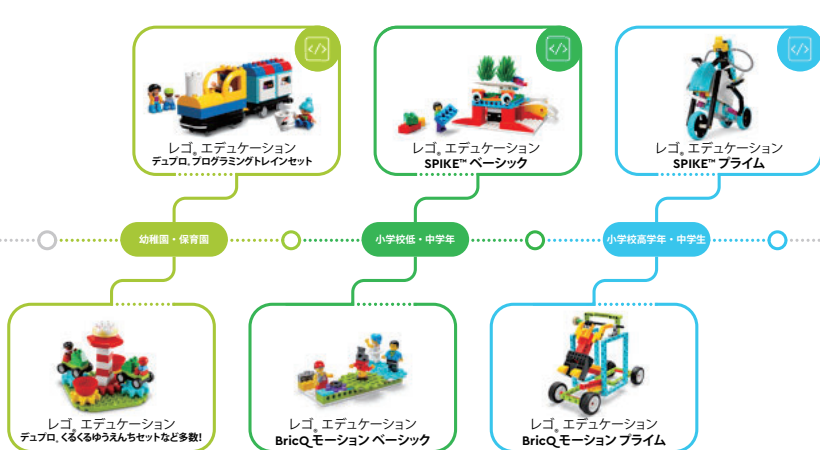 </>
</>
</>
レゴ® エデュケーション
デュプロ® プログラミングトレインセット
レゴ® エデュケーション
SPIKE™ ベーシック
レゴ® エデュケーション
SPIKE™ プライム
幼稚園・保育園
小学校低・中学年
小学校高学年・中学生
レゴ® エデュケーション
デュプロ® くるくるゆうえんちセットなど多数!
レゴ® エデュケーション
BricQ モーション ベーシック
レゴ® エデュケーション
BricQ モーション プライム